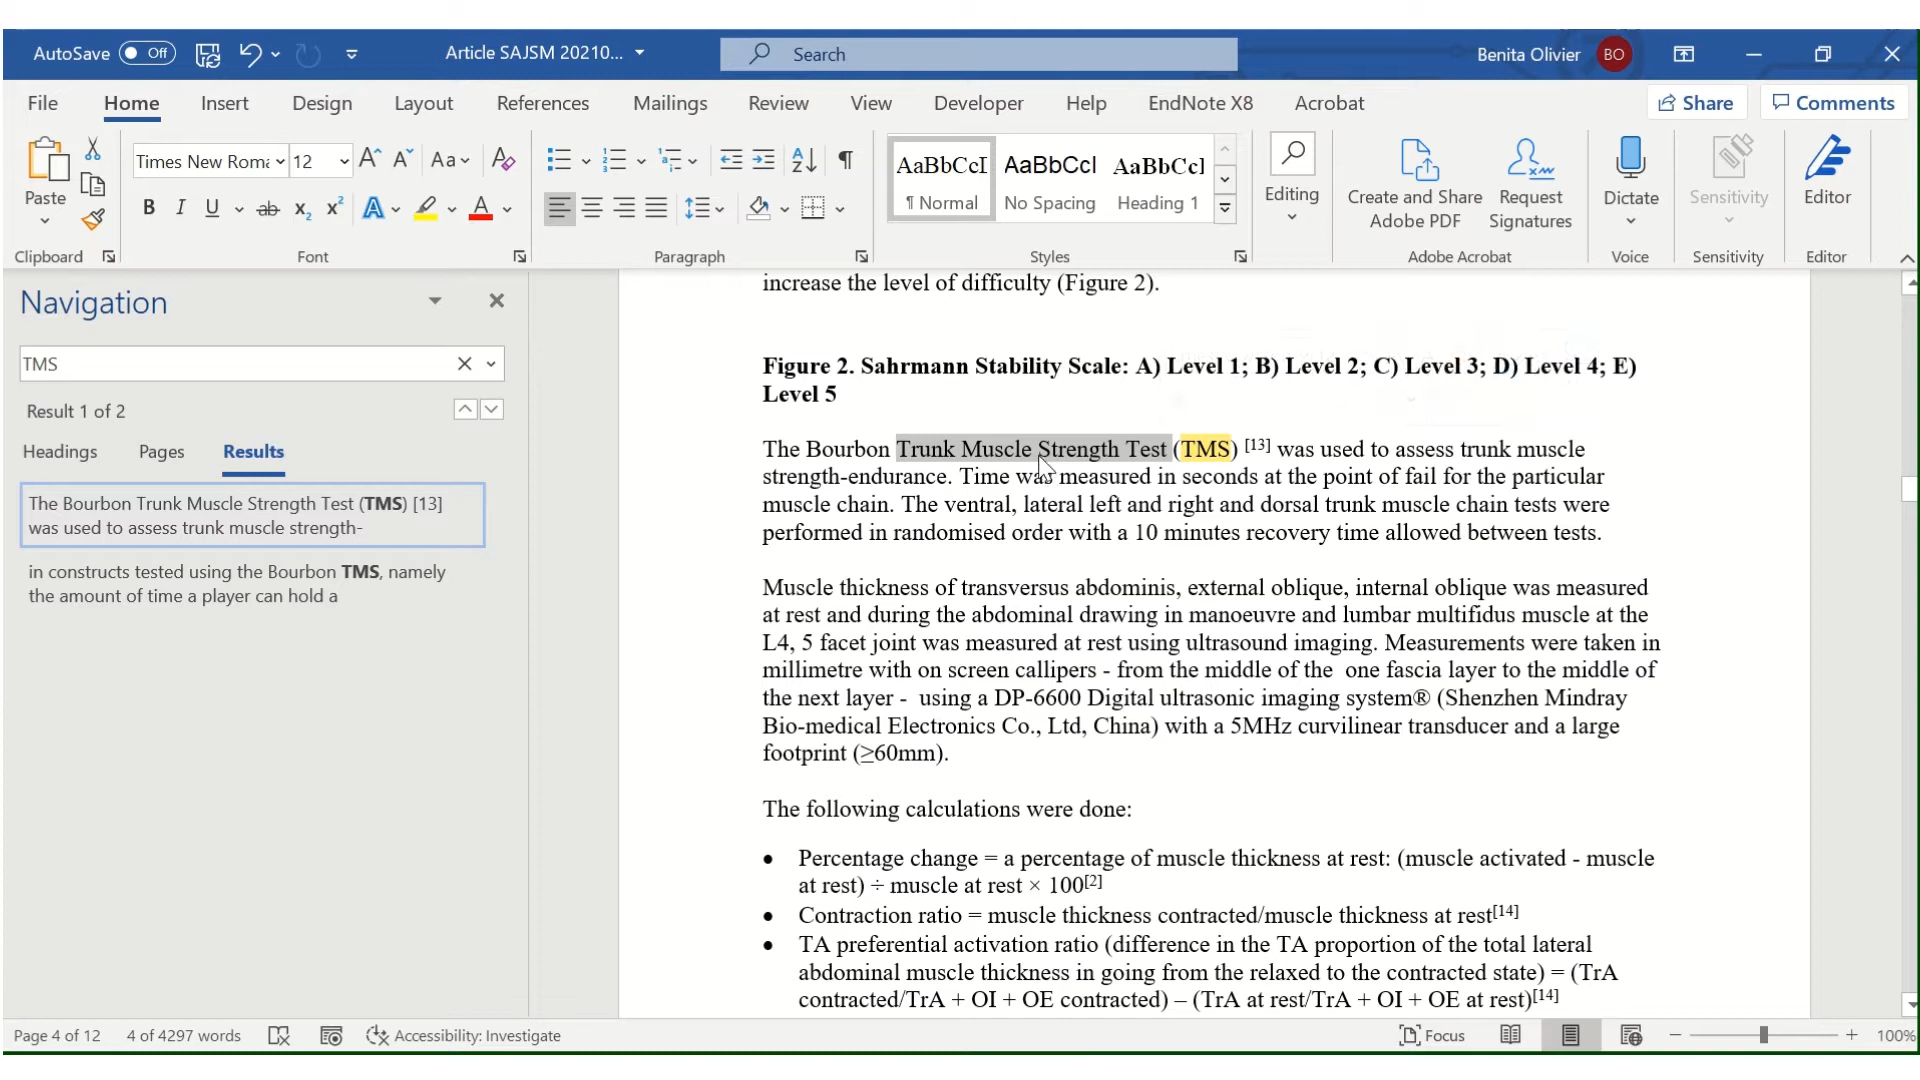 AutoSave Off Article SAJSM 20210... Search Benita Olivier BO
File Home Insert Design Layout References Mailings Review View Developer Help EndNote X8 Acrobat Share Comments
Paste Times New Roma 12 Aa AaBbCcI AaBbCcI AaBbCcI Editing Create and Share Request Dictate Sensitivity Editor
B I U ab x2 x2 A A ¶ Normal No Spacing Heading 1 Adobe PDF Signatures
Clipboard Font Paragraph Styles Adobe Acrobat Voice Sensitivity Editor
Navigation
TMS
Result 1 of 2
Headings Pages Results
The Bourbon Trunk Muscle Strength Test (TMS) [13]
was used to assess trunk muscle strength-
in constructs tested using the Bourbon TMS, namely
the amount of time a player can hold a
increase the level of difficulty (Figure 2).
Figure 2. Sahrmann Stability Scale: A) Level 1; B) Level 2; C) Level 3; D) Level 4; E)
Level 5
The Bourbon Trunk Muscle Strength Test (TMS) [13] was used to assess trunk muscle
strength-endurance. Time was measured in seconds at the point of fail for the particular
muscle chain. The ventral, lateral left and right and dorsal trunk muscle chain tests were
performed in randomised order with a 10 minutes recovery time allowed between tests.
Muscle thickness of transversus abdominis, external oblique, internal oblique was measured
at rest and during the abdominal drawing in manoeuvre and lumbar multifidus muscle at the
L4, 5 facet joint was measured at rest using ultrasound imaging. Measurements were taken in
millimetre with on screen callipers - from the middle of the one fascia layer to the middle of
the next layer - using a DP-6600 Digital ultrasonic imaging system® (Shenzhen Mindray
Bio-medical Electronics Co., Ltd, China) with a 5MHz curvilinear transducer and a large
footprint (≥60mm).
The following calculations were done:
• Percentage change = a percentage of muscle thickness at rest: (muscle activated - muscle
at rest) ÷ muscle at rest × 100[2]
• Contraction ratio = muscle thickness contracted/muscle thickness at rest[14]
• TA preferential activation ratio (difference in the TA proportion of the total lateral
abdominal muscle thickness in going from the relaxed to the contracted state) = (TrA
contracted/TrA + OI + OE contracted) – (TrA at rest/TrA + OI + OE at rest)[14]
Page 4 of 12 4 of 4297 words Accessibility: Investigate Focus 100%